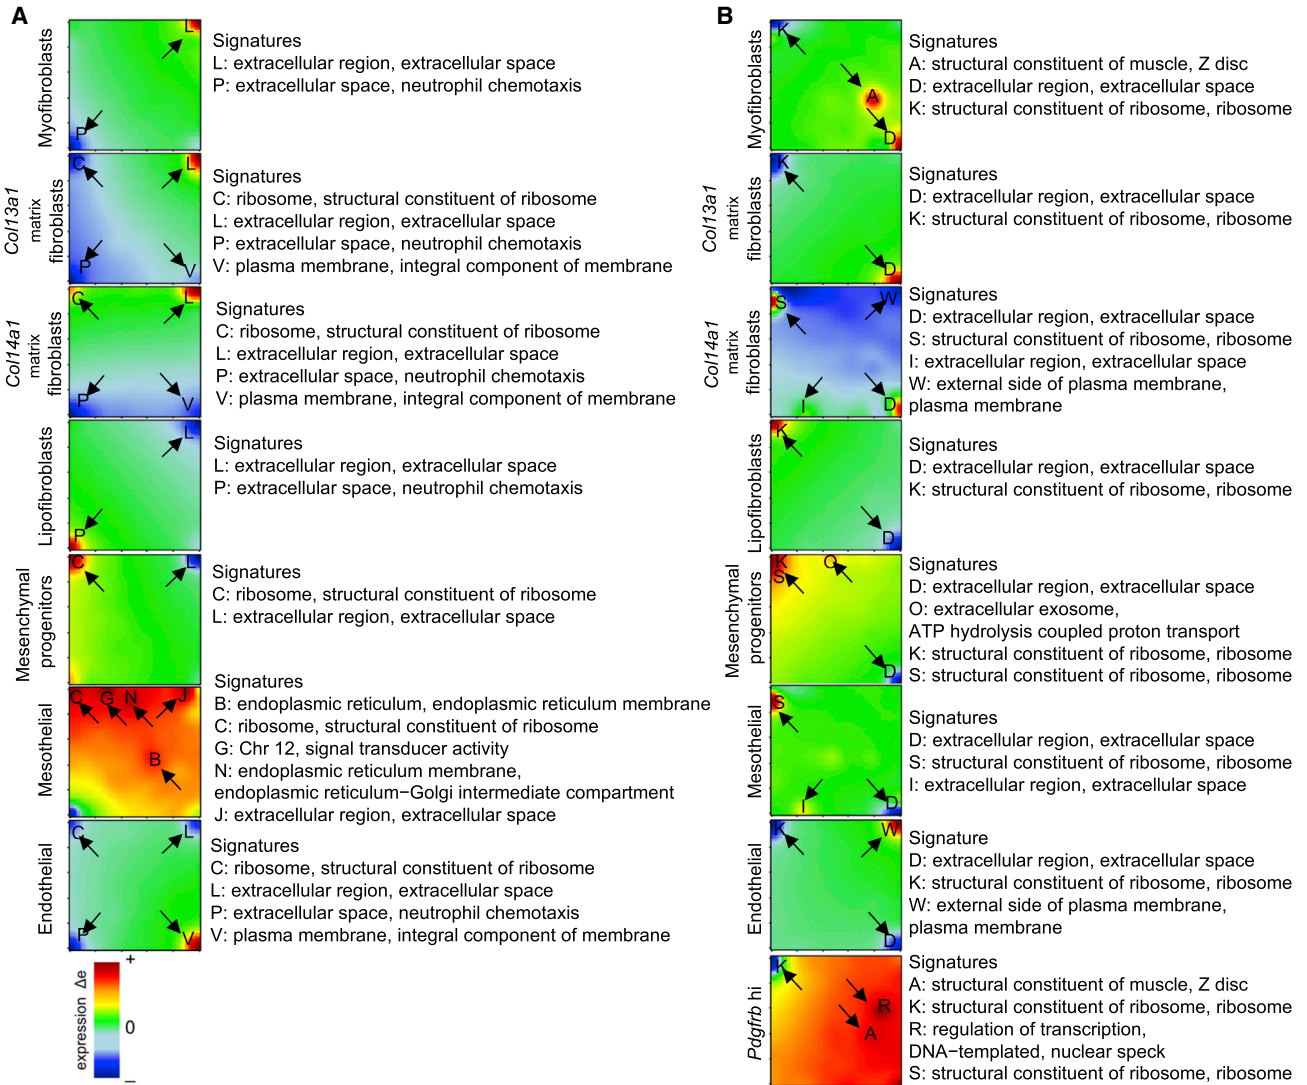 A
Myofibroblasts
L
P
Signatures
L: extracellular region, extracellular space
P: extracellular space, neutrophil chemotaxis
Col13a1
matrix
fibroblasts
C
L
P
V
Signatures
C: ribosome, structural constituent of ribosome
L: extracellular region, extracellular space
P: extracellular space, neutrophil chemotaxis
V: plasma membrane, integral component of membrane
Col14a1
matrix
fibroblasts
C
L
P
V
Signatures
C: ribosome, structural constituent of ribosome
L: extracellular region, extracellular space
P: extracellular space, neutrophil chemotaxis
V: plasma membrane, integral component of membrane
Lipofibroblasts
L
P
Signatures
L: extracellular region, extracellular space
P: extracellular space, neutrophil chemotaxis
Mesenchymal
progenitors
C
L
Signatures
C: ribosome, structural constituent of ribosome
L: extracellular region, extracellular space
Mesothelial
C G N J
B
Signatures
B: endoplasmic reticulum, endoplasmic reticulum membrane
C: ribosome, structural constituent of ribosome
G: Chr 12, signal transducer activity
N: endoplasmic reticulum membrane,
endoplasmic reticulum−Golgi intermediate compartment
J: extracellular region, extracellular space
Endothelial
C
L
P
V
Signatures
C: ribosome, structural constituent of ribosome
L: extracellular region, extracellular space
P: extracellular space, neutrophil chemotaxis
V: plasma membrane, integral component of membrane
expression Δe
+
0
−
B
Myofibroblasts
K
A
D
Signatures
A: structural constituent of muscle, Z disc
D: extracellular region, extracellular space
K: structural constituent of ribosome, ribosome
Col13a1
matrix
fibroblasts
K
D
Signatures
D: extracellular region, extracellular space
K: structural constituent of ribosome, ribosome
Col14a1
matrix
fibroblasts
S
W
I
D
Signatures
D: extracellular region, extracellular space
S: structural constituent of ribosome, ribosome
I: extracellular region, extracellular space
W: external side of plasma membrane,
plasma membrane
Lipofibroblasts
K
D
Signatures
D: extracellular region, extracellular space
K: structural constituent of ribosome, ribosome
Mesenchymal
progenitors
K
O
S
D
Signatures
D: extracellular region, extracellular space
O: extracellular exosome,
ATP hydrolysis coupled proton transport
K: structural constituent of ribosome, ribosome
S: structural constituent of ribosome, ribosome
Mesothelial
S
I
D
Signatures
D: extracellular region, extracellular space
S: structural constituent of ribosome, ribosome
I: extracellular region, extracellular space
Endothelial
K
W
D
Signature
D: extracellular region, extracellular space
K: structural constituent of ribosome, ribosome
W: external side of plasma membrane,
plasma membrane
Pdgfrb hi
K
R
A
Signatures
A: structural constituent of muscle, Z disc
K: structural constituent of ribosome, ribosome
R: regulation of transcription,
DNA−templated, nuclear speck
S: structural constituent of ribosome, ribosome